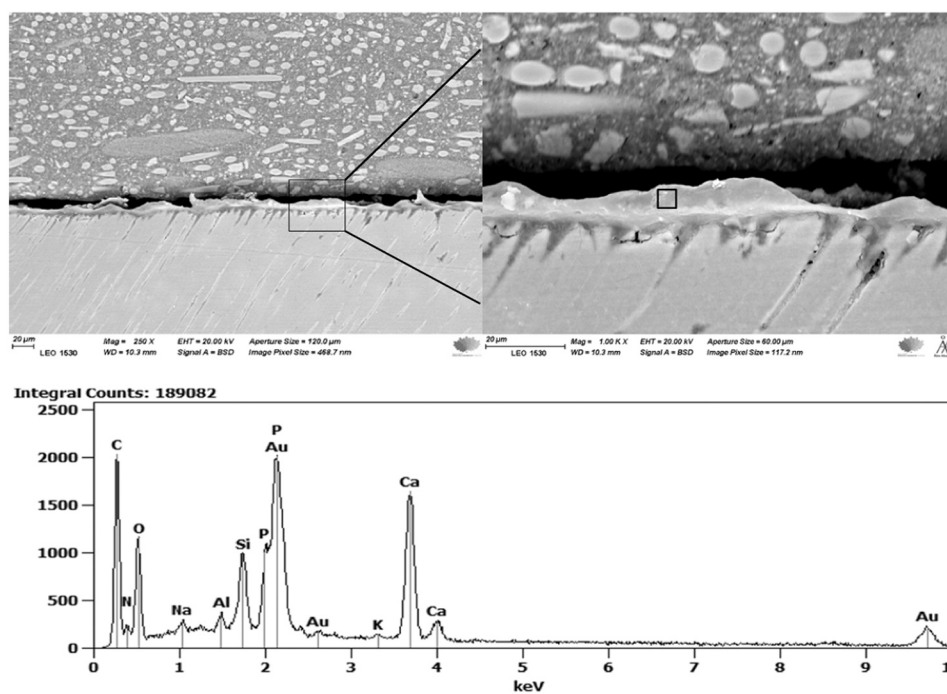 20 µm
LEO 1530
Mag = 250 X
EHT = 20.00 kV
Aperture Size = 120.0 µm
WD = 10.3 mm
Signal A = BSD
Image Pixel Size = 468.7 nm
20 µm
LEO 1530
Mag = 1.00 K X
EHT = 20.00 kV
Aperture Size = 60.00 µm
WD = 10.3 mm
Signal A = BSD
Image Pixel Size = 117.2 nm
Integral Counts: 189082
2500
2000
1500
1000
500
0
C
N
O
Na
Al
Si
P
P
Au
Au
K
Ca
Ca
Au
0 1 2 3 4 5 6 7 8 9 1
keV